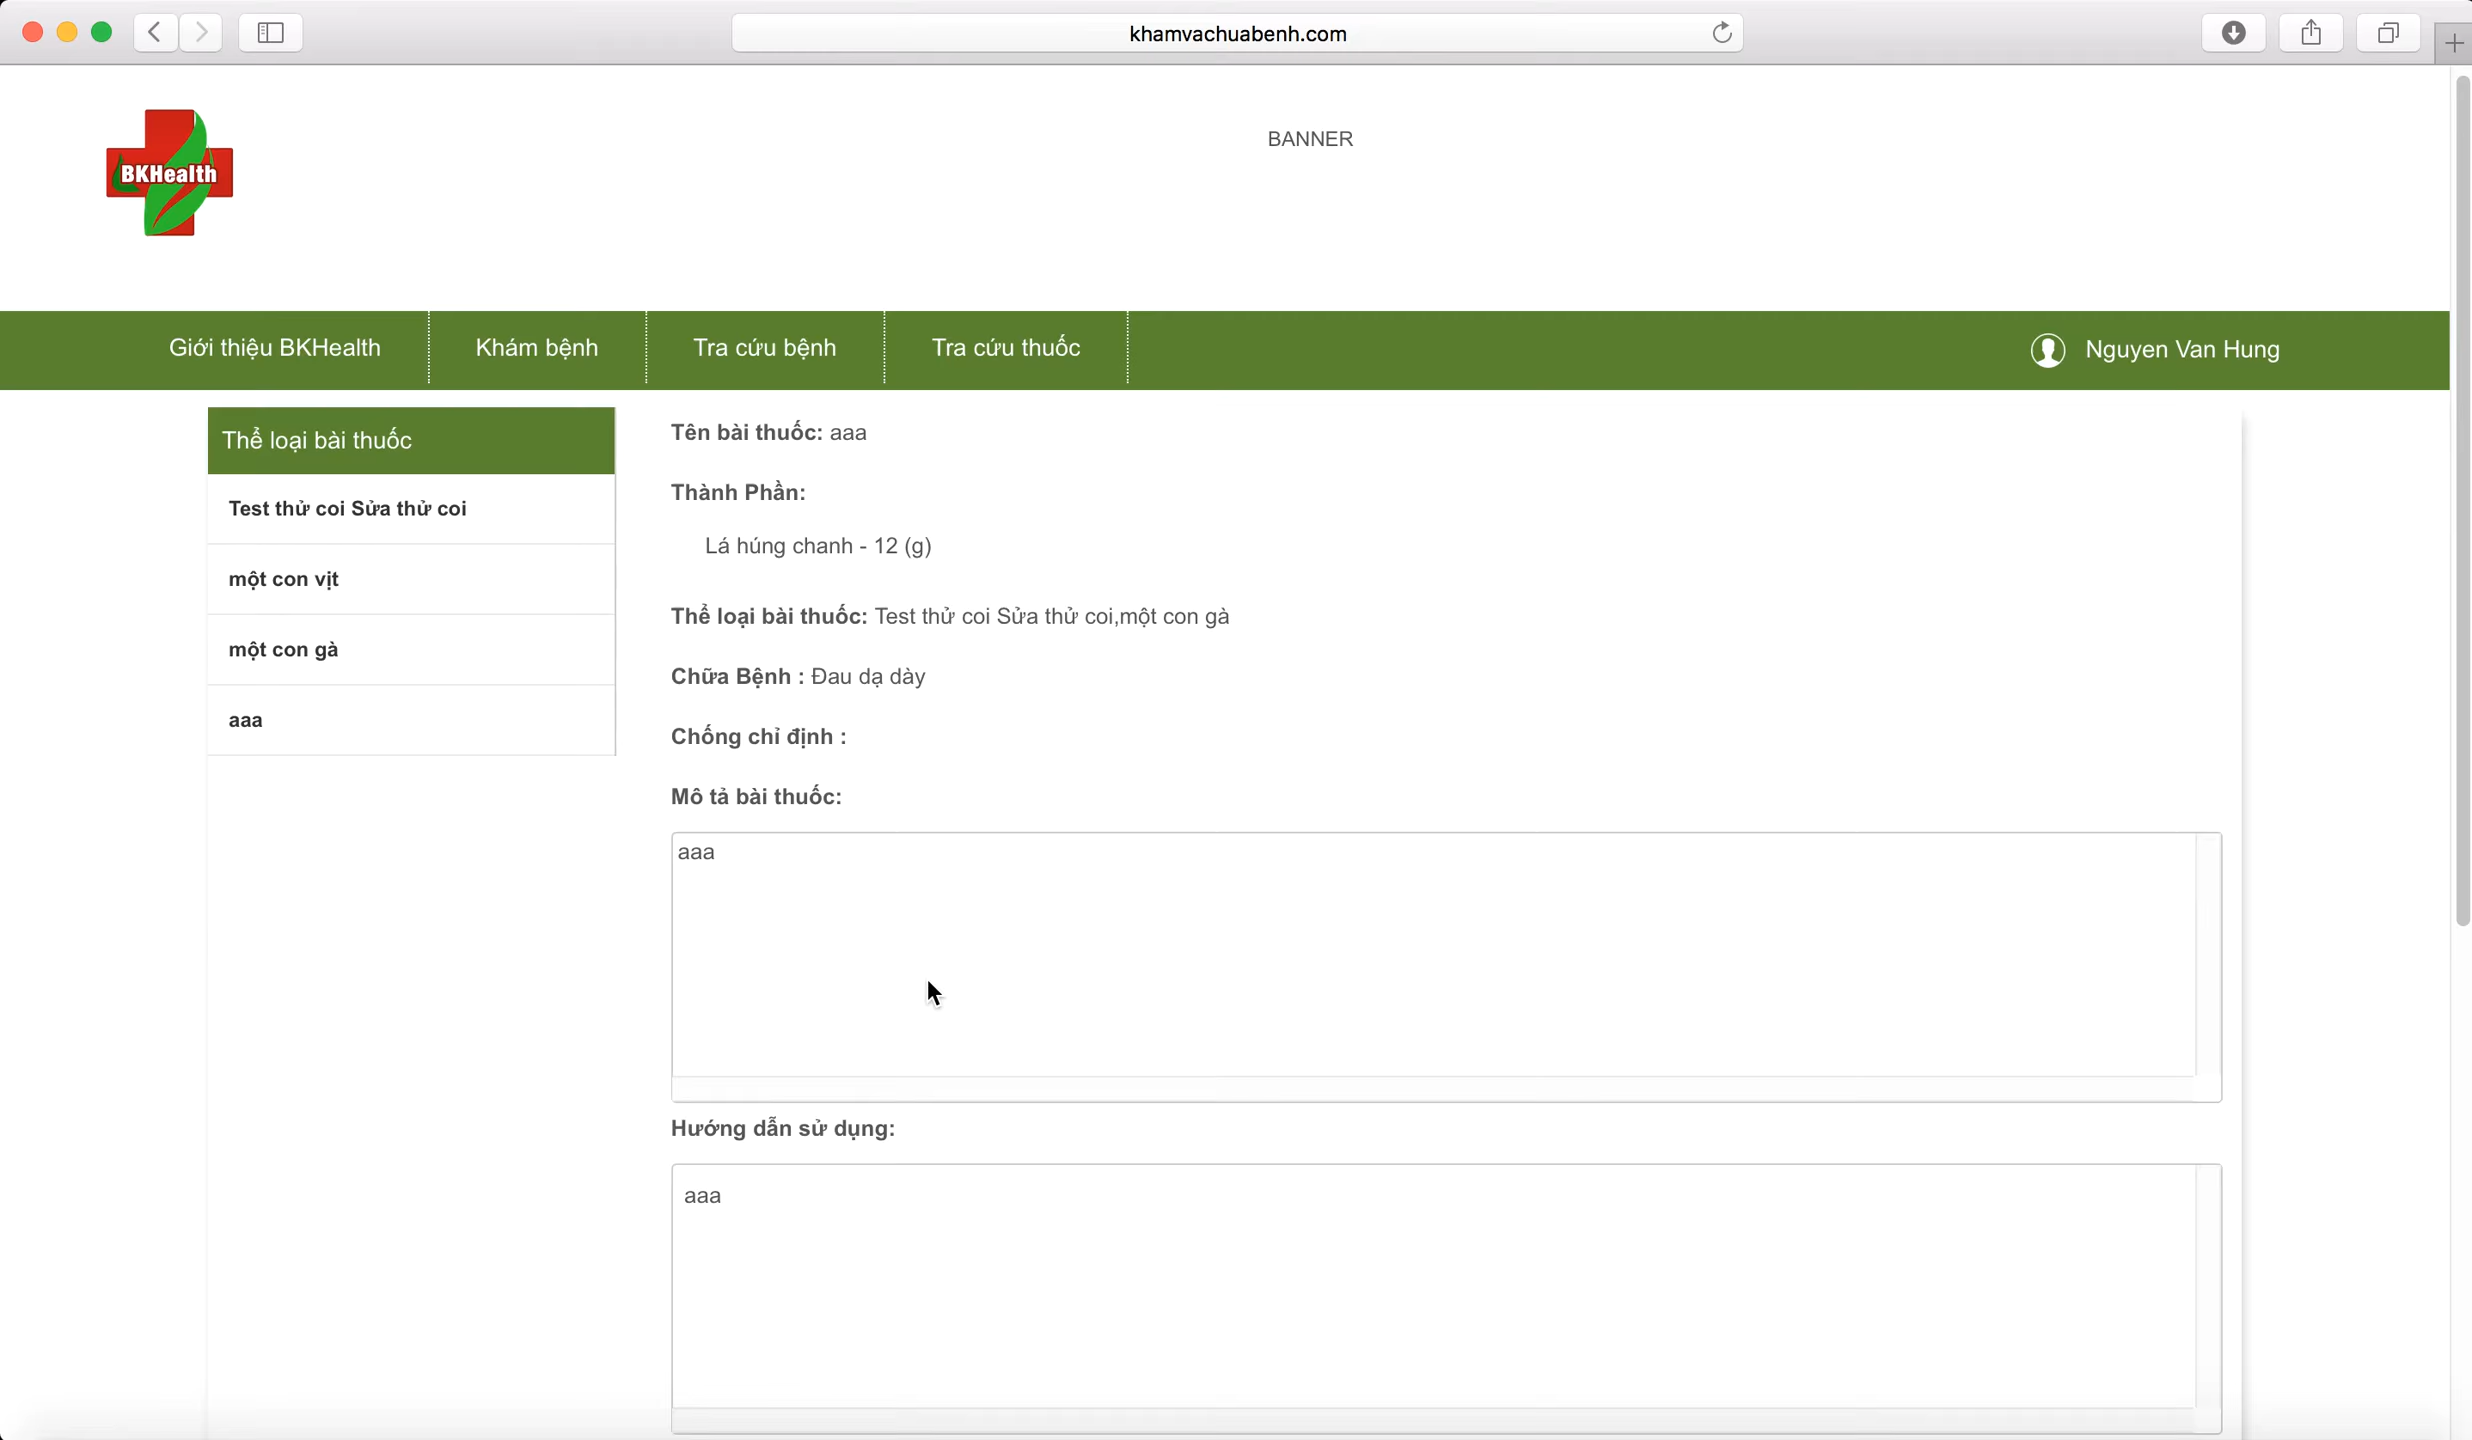 khamvachuabenh.com
BKHealth
BANNER
Giới thiệu BKHealth
Khám bệnh
Tra cứu bệnh
Tra cứu thuốc
Nguyen Van Hung
Thể loại bài thuốc
Test thử coi Sửa thử coi
một con vịt
một con gà
aaa
Tên bài thuốc: aaa
Thành Phần:
Lá húng chanh - 12 (g)
Thể loại bài thuốc: Test thử coi Sửa thử coi,một con gà
Chữa Bệnh : Đau dạ dày
Chống chỉ định :
Mô tả bài thuốc:
aaa
Hướng dẫn sử dụng:
aaa